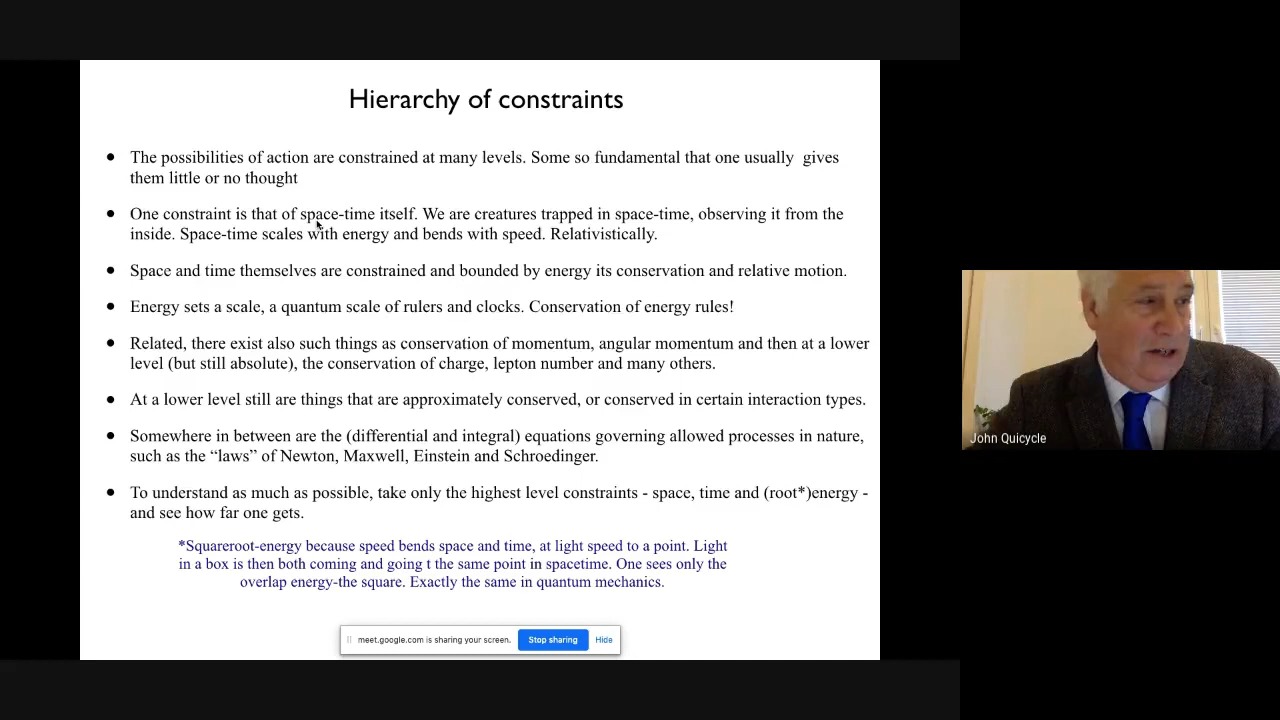 Hierarchy of constraints
The possibilities of action are constrained at many levels. Some so fundamental that one usually gives
them little or no thought
One constraint is that of space-time itself. We are creatures trapped in space-time, observing it from the
inside. Space-time scales with energy and bends with speed. Relativistically.
Space and time themselves are constrained and bounded by energy its conservation and relative motion.
Energy sets a scale, a quantum scale of rulers and clocks. Conservation of energy rules!
Related, there exist also such things as conservation of momentum, angular momentum and then at a lower
level (but still absolute), the conservation of charge, lepton number and many others.
At a lower level still are things that are approximately conserved, or conserved in certain interaction types.
Somewhere in between are the (differential and integral) equations governing allowed processes in nature,
such as the “laws” of Newton, Maxwell, Einstein and Schroedinger.
To understand as much as possible, take only the highest level constraints - space, time and (root*)energy -
and see how far one gets.
*Squareroot-energy because speed bends space and time, at light speed to a point. Light
in a box is then both coming and going t the same point in spacetime. One sees only the
overlap energy-the square. Exactly the same in quantum mechanics.
meet.google.com is sharing your screen. Stop sharing Hide
John Quicycle